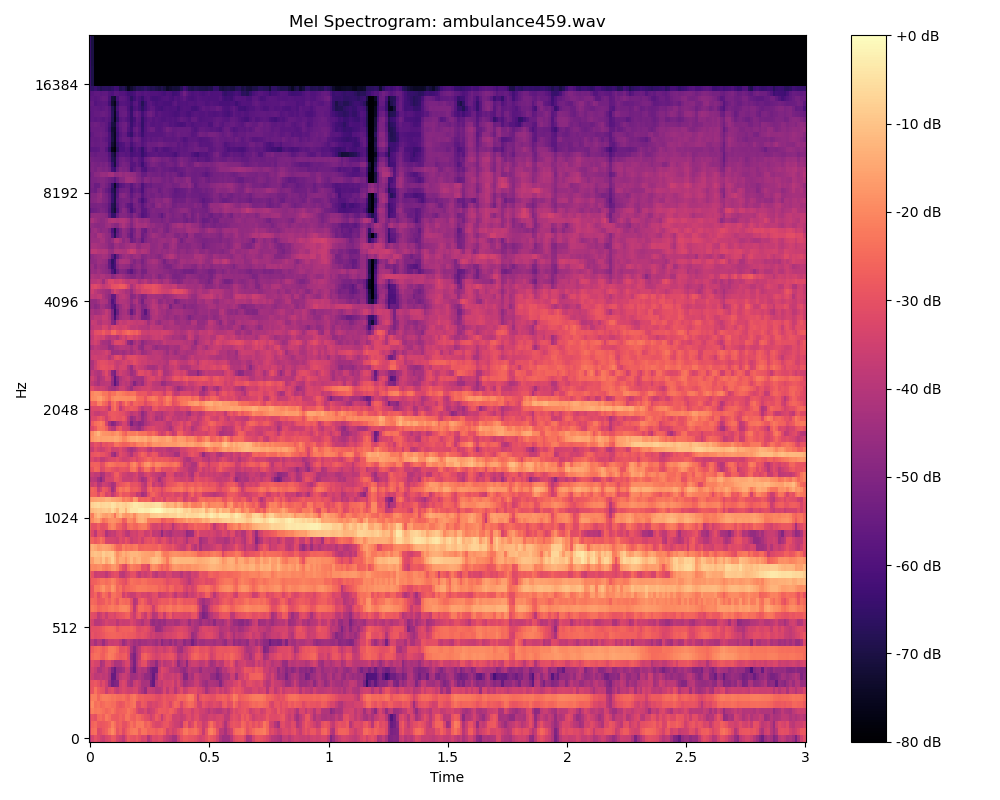 Mel Spectrogram: ambulance459.wav
+0 dB
16384
-10 dB
8192
-20 dB
4096
-30 dB
Hz
2048
-40 dB
1024
-50 dB
512
-60 dB
-70 dB
0
-80 dB
0 0.5 1 1.5 2 2.5 3
Time